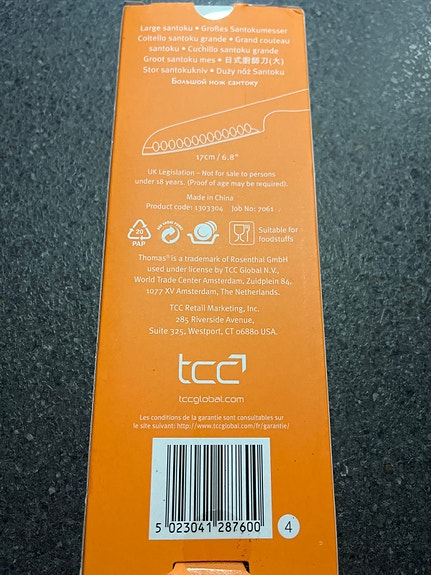 Large santoku • Großes Santokumesser
Coltello santoku grande • Grand couteau
santoku • Cuchillo santoku grande
Groot santoku mes • 日式廚師刀(大)
Stor santokukniv • Duży nóż Santoku
Большой нож сантоку
17cm / 6.8"
UK Legislation – Not for sale to persons
under 18 years. (Proof of age may be required).
Made in China
Product code: 1303304 Job No: 7061
20
PAP
Suitable for
foodstuffs
Thomas® is a trademark of Rosenthal GmbH
used under license by TCC Global N.V.,
World Trade Center Amsterdam, Zuidplein 84,
1077 XV Amsterdam, The Netherlands.
TCC Retail Marketing, Inc.
285 Riverside Avenue,
Suite 325, Westport, CT 06880 USA.
tcc
tccglobal.com
Les conditions de la garantie sont consultables sur
le site suivant: http://www.tccglobal.com/fr/garantie/
5 023041 287600
4